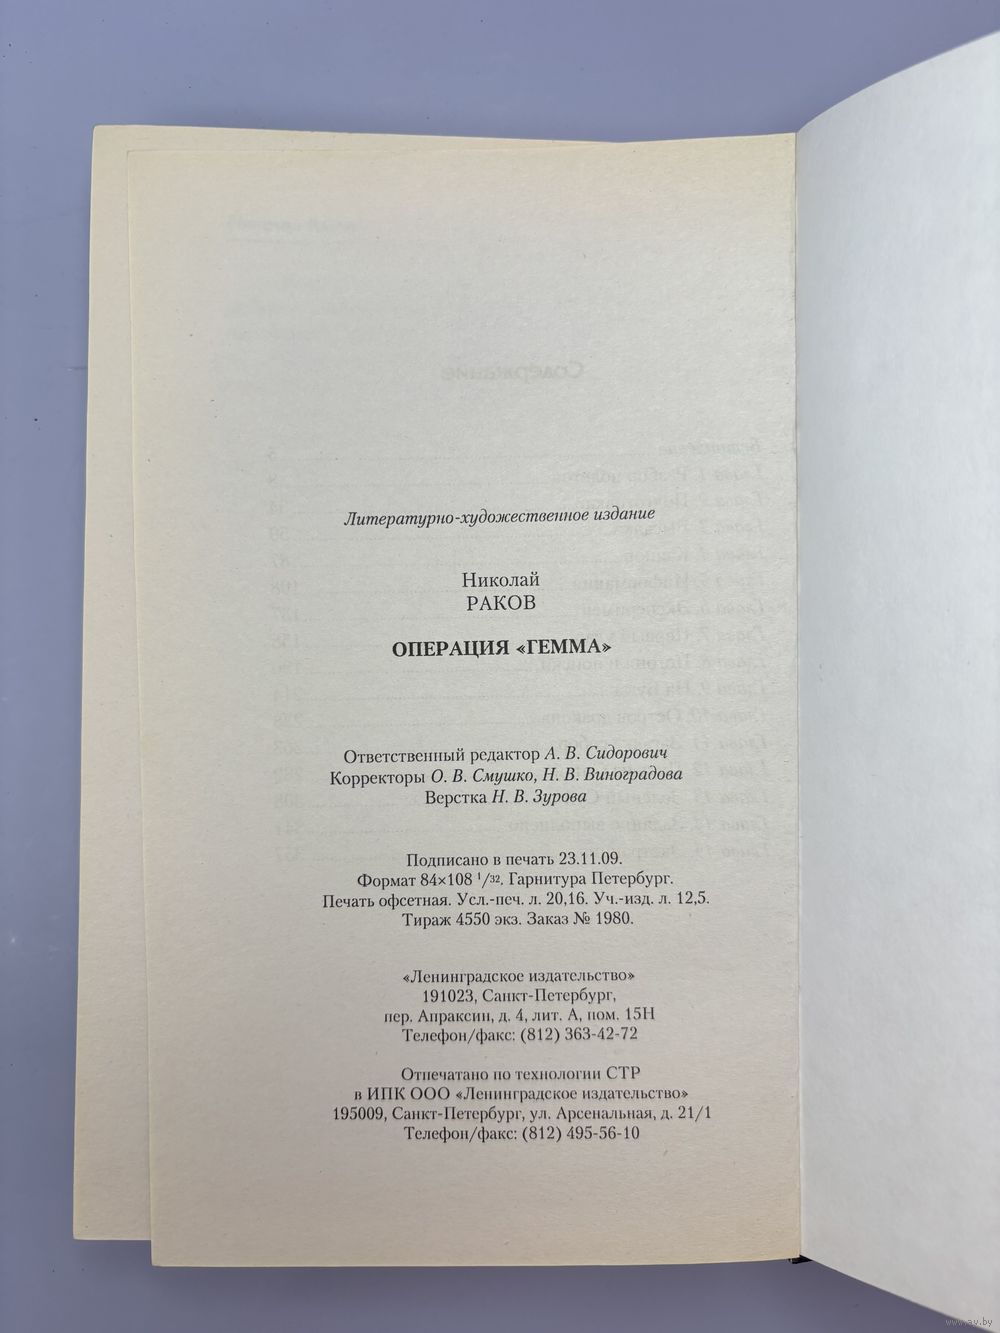 Литературно-художественное издание
Николай
РАКОВ
ОПЕРАЦИЯ «ГЕММА»
Ответственный редактор А. В. Сидорович
Корректоры О. В. Смушко, Н. В. Виноградова
Верстка Н. В. Зурова
Подписано в печать 23.11.09.
Формат 84×108 1/32. Гарнитура Петербург.
Печать офсетная. Усл.-печ. л. 20,16. Уч.-изд. л. 12,5.
Тираж 4550 экз. Заказ № 1980.
«Ленинградское издательство»
191023, Санкт-Петербург,
пер. Апраксин, д. 4, лит. А, пом. 15Н
Телефон/факс: (812) 363-42-72
Отпечатано по технологии CTP
в ИПК ООО «Ленинградское издательство»
195009, Санкт-Петербург, ул. Арсенальная, д. 21/1
Телефон/факс: (812) 495-56-10
www.ay.by